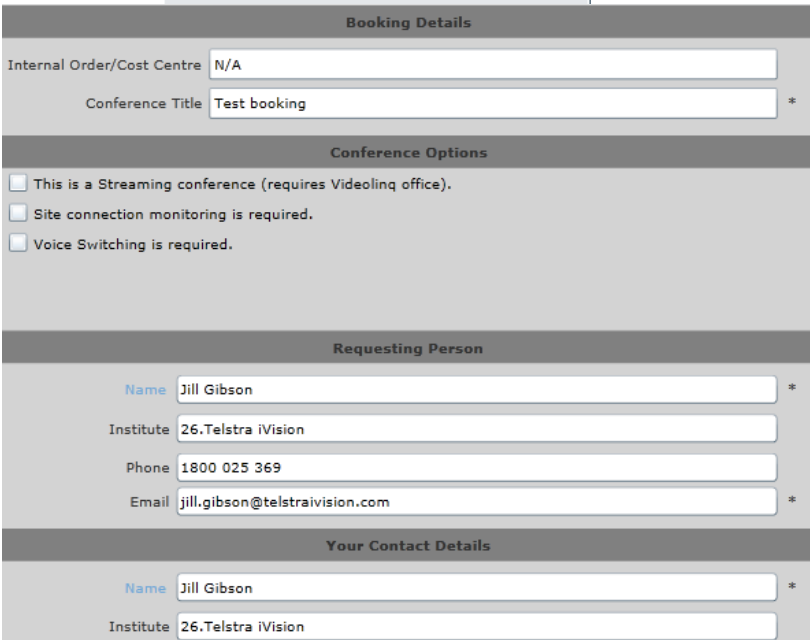 Booking Details
Internal Order/Cost Centre N/A
Conference Title Test booking *
Conference Options
This is a Streaming conference (requires Videolinq office).
Site connection monitoring is required.
Voice Switching is required.
Requesting Person
Name Jill Gibson *
Institute 26.Telstra iVision
Phone 1800 025 369
Email jill.gibson@telstraivision.com *
Your Contact Details
Name Jill Gibson *
Institute 26.Telstra iVision